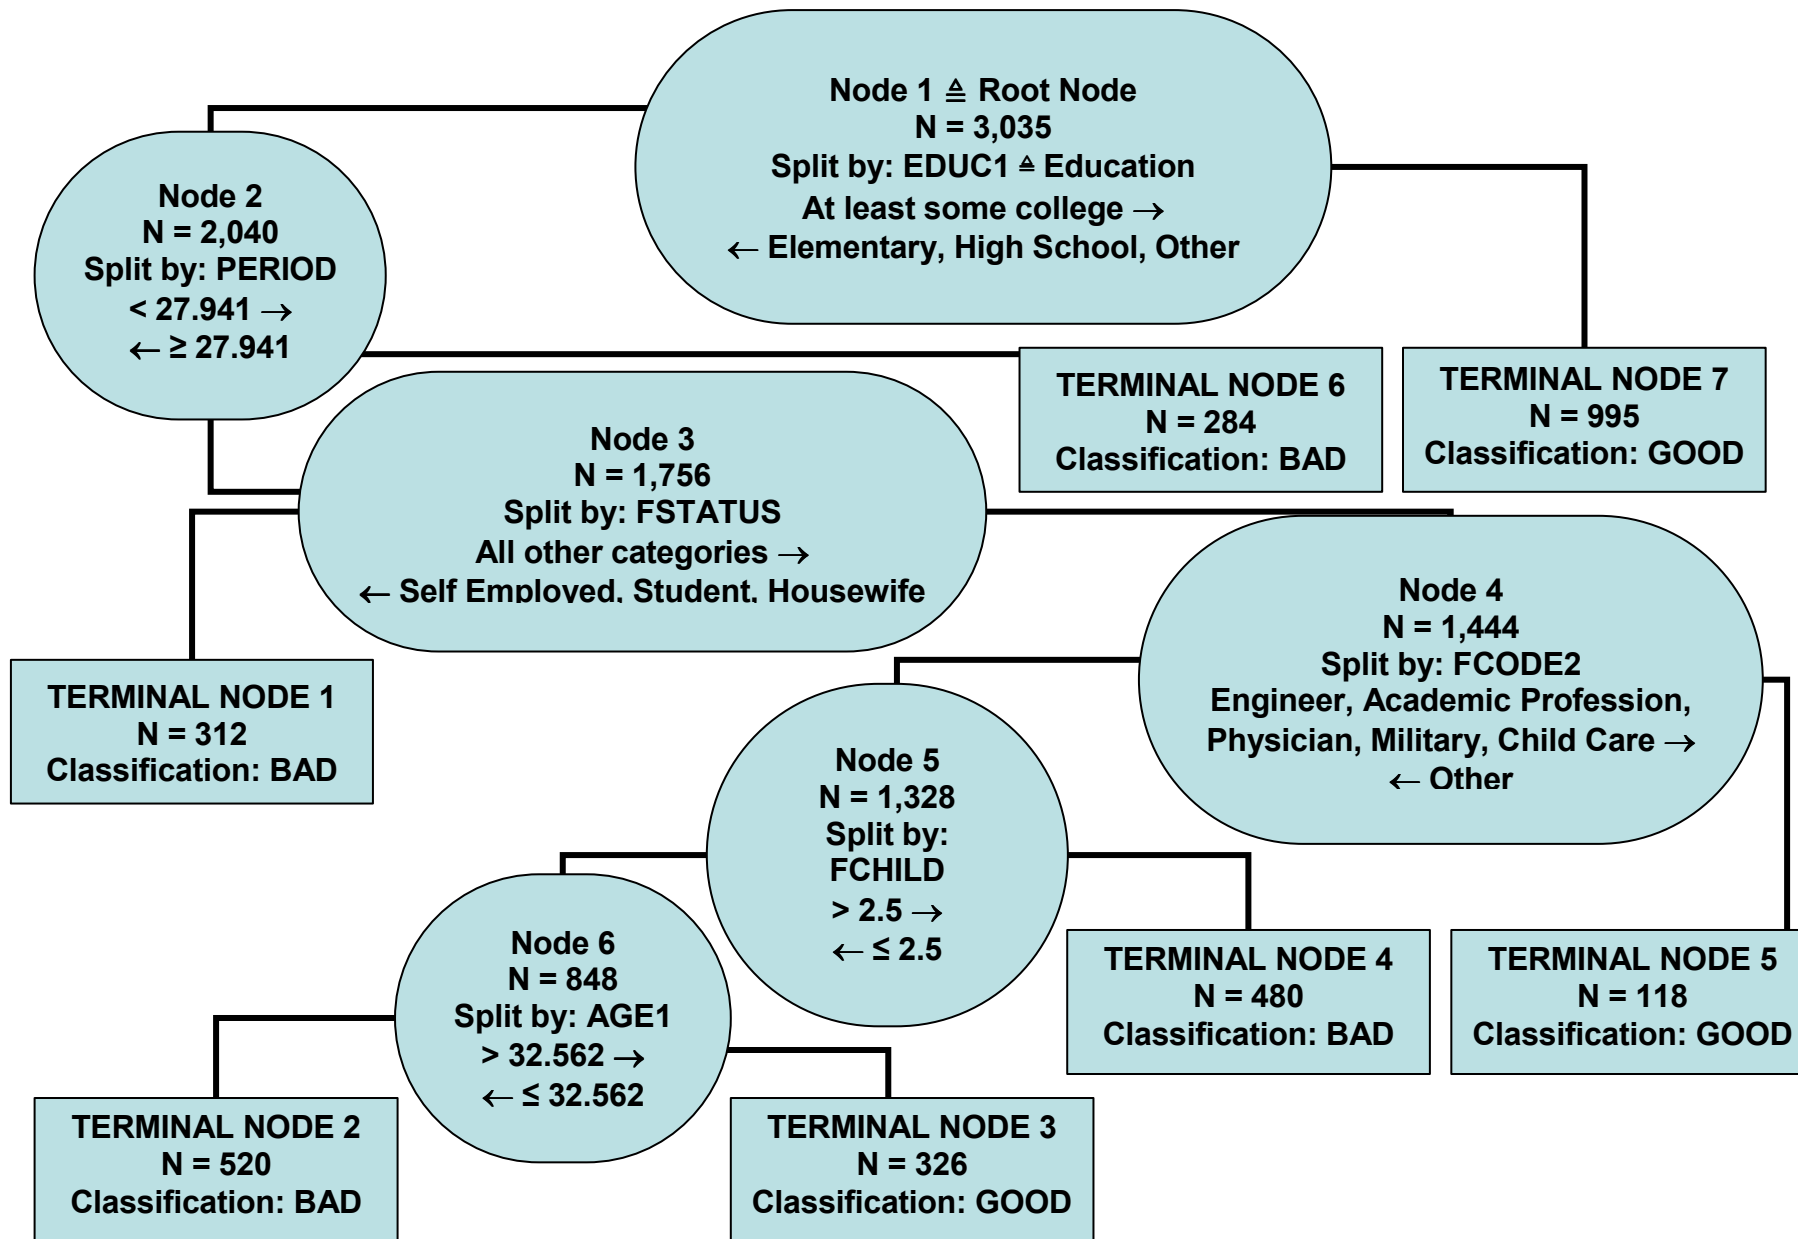 Node 1 ≙ Root Node
N = 3,035
Split by: EDUC1 ≙ Education
At least some college →
← Elementary, High School, Other
Node 2
N = 2,040
Split by: PERIOD
< 27.941 →
← ≥ 27.941
TERMINAL NODE 6
N = 284
Classification: BAD
TERMINAL NODE 7
N = 995
Classification: GOOD
Node 3
N = 1,756
Split by: FSTATUS
All other categories →
← Self Employed, Student, Housewife
Node 4
N = 1,444
Split by: FCODE2
Engineer, Academic Profession,
Physician, Military, Child Care →
← Other
TERMINAL NODE 1
N = 312
Classification: BAD
Node 5
N = 1,328
Split by:
FCHILD
> 2.5 →
← ≤ 2.5
Node 6
N = 848
Split by: AGE1
> 32.562 →
← ≤ 32.562
TERMINAL NODE 4
N = 480
Classification: BAD
TERMINAL NODE 5
N = 118
Classification: GOOD
TERMINAL NODE 2
N = 520
Classification: BAD
TERMINAL NODE 3
N = 326
Classification: GOOD